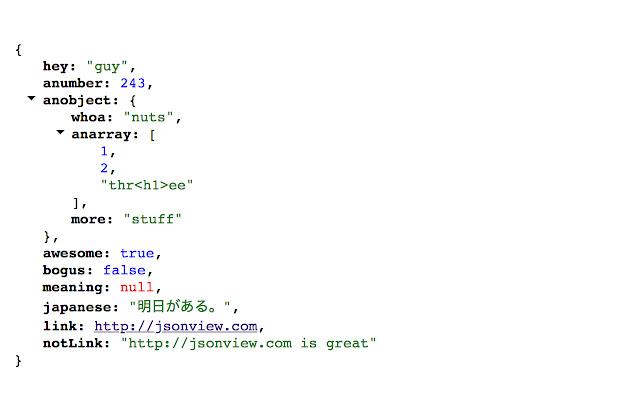 {
hey: "guy",
anumber: 243,
anobject: {
whoa: "nuts",
anarray: [
1,
2,
"thr<h1>ee"
],
more: "stuff"
},
awesome: true,
bogus: false,
meaning: null,
japanese: "明日がある。",
link: http://jsonview.com,
notLink: "http://jsonview.com is great"
}